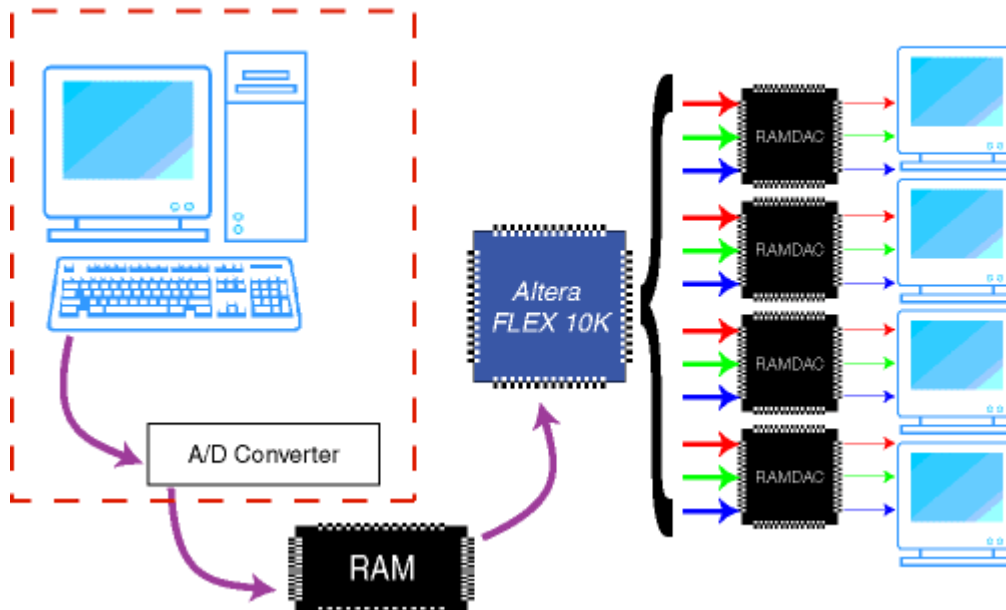 Altera
FLEX 10K
A/D Converter
RAM
RAMDAC
RAMDAC
RAMDAC
RAMDAC